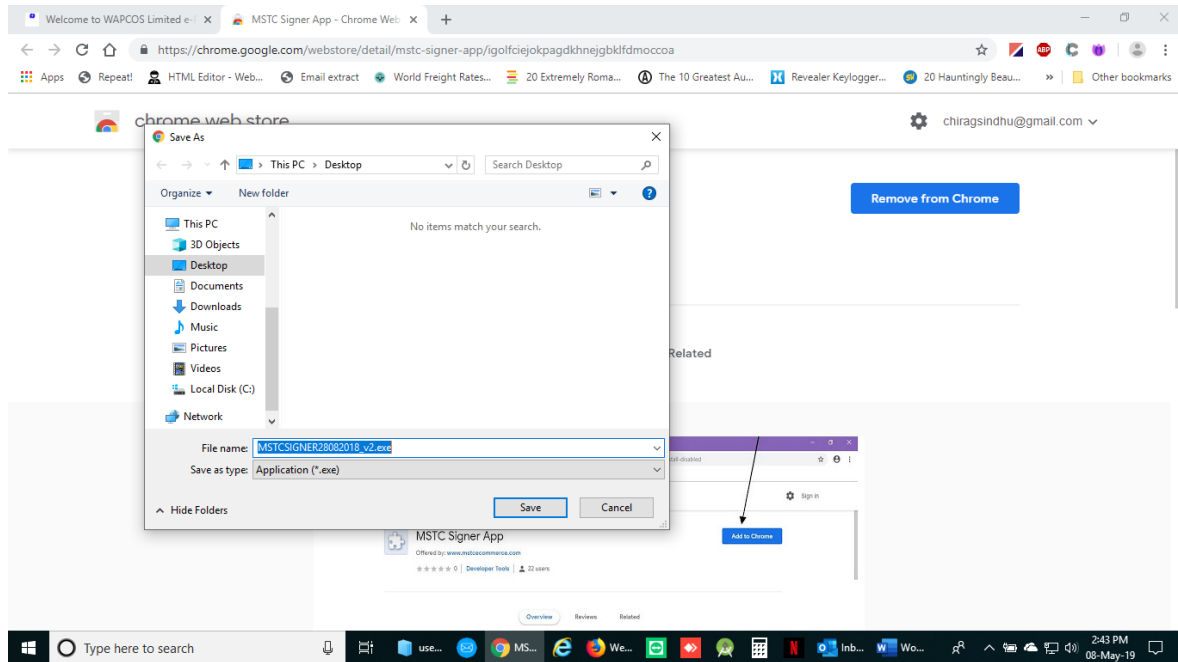 Welcome to WAPCOS Limited e-
MSTC Signer App - Chrome Web
https://chrome.google.com/webstore/detail/mstc-signer-app/igolfciejokpagdkhnejgbklfdmoccoa
Apps Repeat! HTML Editor - Web... Email extract World Freight Rates... 20 Extremely Roma... The 10 Greatest Au... Revealer Keylogger... 20 Hauntingly Beau... » Other bookmarks
chrome web store
chiragsindhu@gmail.com
Save As
This PC > Desktop
Search Desktop
Organize New folder
This PC
3D Objects
Desktop
Documents
Downloads
Music
Pictures
Videos
Local Disk (C:)
Network
No items match your search.
File name: MSTCSIGNER28082018_v2.exe
Save as type: Application (*.exe)
Hide Folders
Save Cancel
Remove from Chrome
Related
Sign in
MSTC Signer App
Offered by: www.mstcecommerce.com
0 Developer Tools 22 users
Add to Chrome
Overview Reviews Related
Type here to search
use... MS... We... Inb... Wo...
2:43 PM
08-May-19